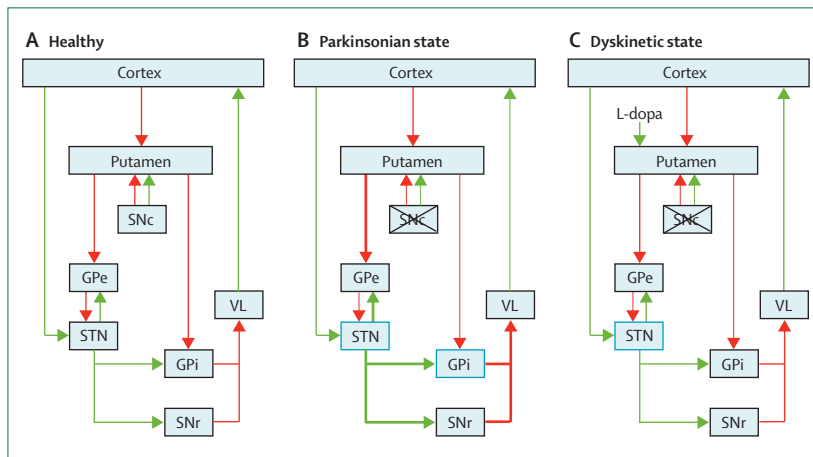 A Healthy
Cortex
Putamen
SNc
GPe
VL
STN
GPi
SNr
B Parkinsonian state
Cortex
Putamen
SNc
GPe
VL
STN
GPi
SNr
C Dyskinetic state
Cortex
L-dopa
Putamen
SNc
GPe
VL
STN
GPi
SNr